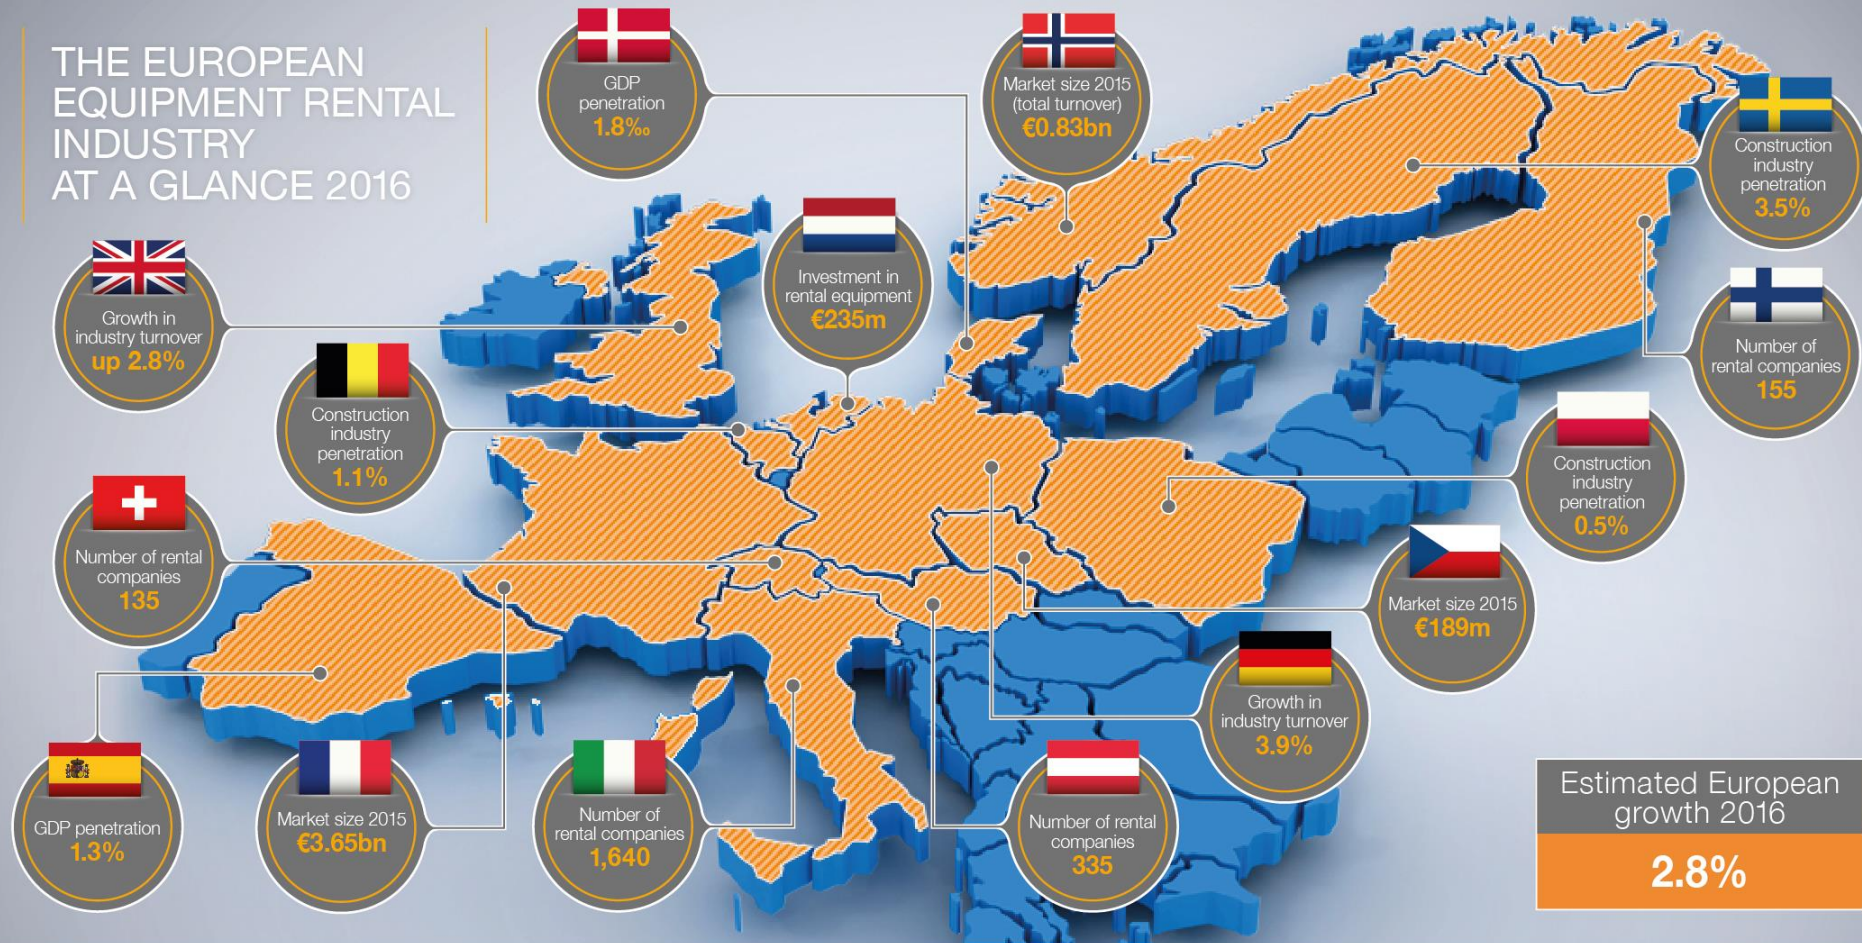 THE EUROPEAN
EQUIPMENT RENTAL
INDUSTRY
AT A GLANCE 2016
GDP
penetration
1.8‰
Market size 2015
(total turnover)
€0.83bn
Construction
industry
penetration
3.5%
Investment in
rental equipment
€235m
Growth in
industry turnover
up 2.8%
Number of
rental companies
155
Construction
industry
penetration
1.1%
Construction
industry
penetration
0.5%
Number of rental
companies
135
Market size 2015
€189m
Growth in
industry turnover
3.9%
GDP penetration
1.3%
Market size 2015
€3.65bn
Number of
rental companies
1,640
Number of rental
companies
335
Estimated European
growth 2016
2.8%